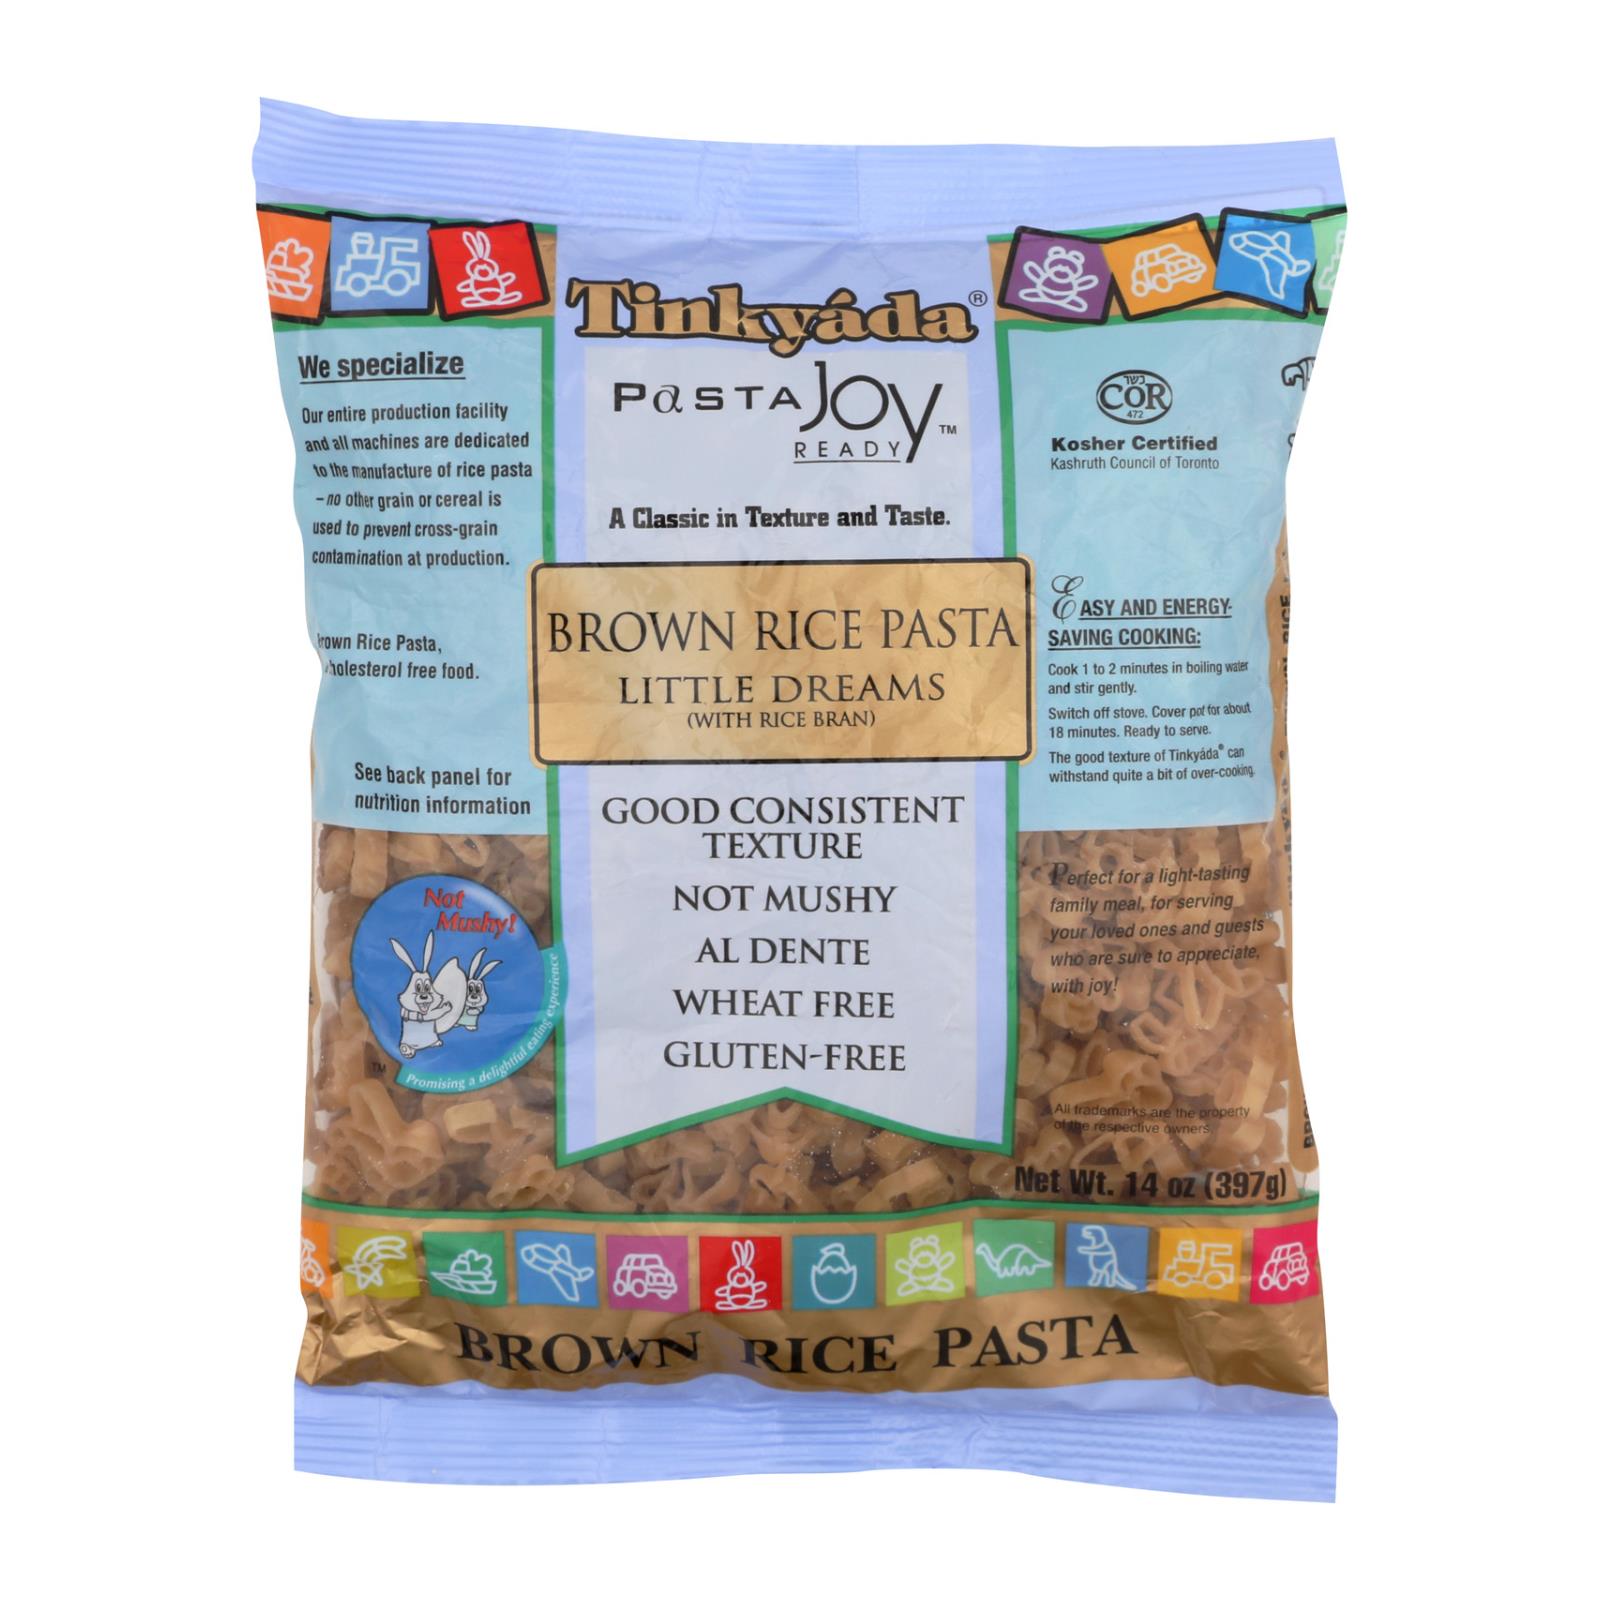 Tinkyáda®
PaSTA JOY
READY™
A Classic in Texture and Taste.
BROWN RICE PASTA
LITTLE DREAMS
(WITH RICE BRAN)
GOOD CONSISTENT
TEXTURE
NOT MUSHY
AL DENTE
WHEAT FREE
GLUTEN-FREE
We specialize
Our entire production facility
and all machines are dedicated
to the manufacture of rice pasta
– no other grain or cereal is
used to prevent cross-grain
contamination at production.
Brown Rice Pasta,
cholesterol free food.
See back panel for
nutrition information
Not
Mushy!
Promising a delightful eating experience
TM
כשר
COR
472
Kosher Certified
Kashruth Council of Toronto
EASY AND ENERGY-
SAVING COOKING:
Cook 1 to 2 minutes in boiling water
and stir gently.
Switch off stove. Cover pot for about
18 minutes. Ready to serve.
The good texture of Tinkyáda® can
withstand quite a bit of over-cooking.
Perfect for a light-tasting
family meal, for serving
your loved ones and guests
who are sure to appreciate,
with joy!
All trademarks are the property
of the respective owners.
Net Wt. 14 oz (397g)
BROWN RICE PASTA